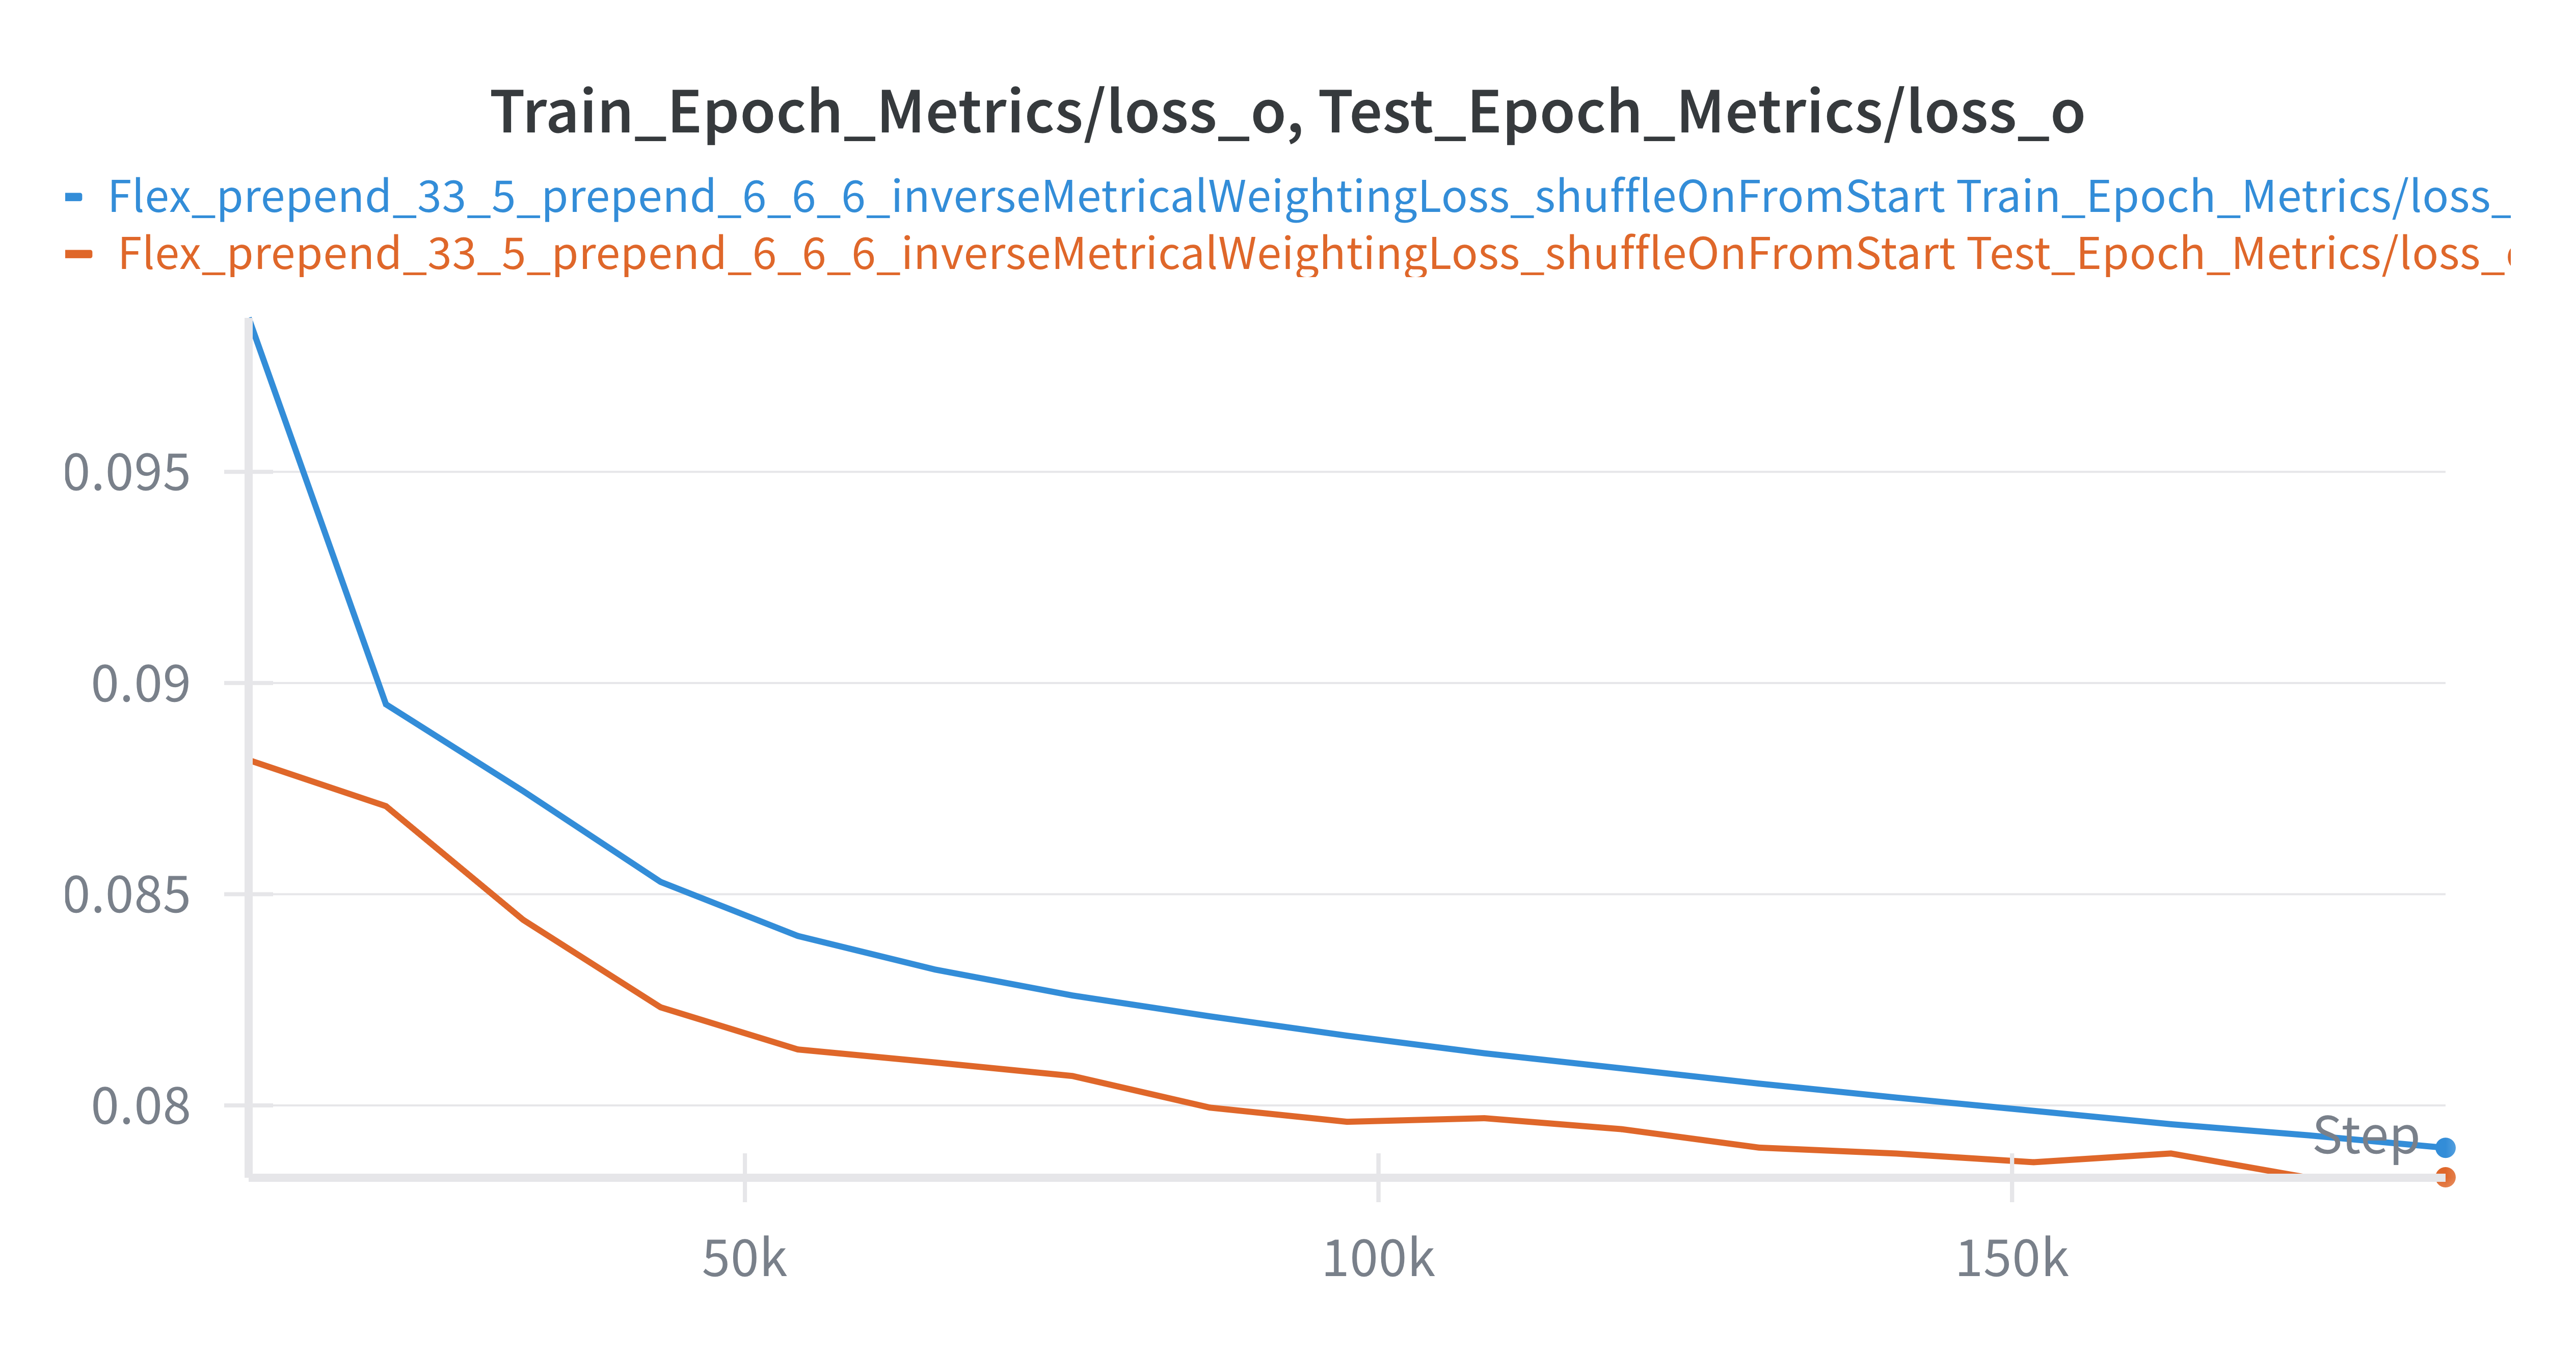 Train_Epoch_Metrics/loss_o, Test_Epoch_Metrics/loss_o
Flex_prepend_33_5_prepend_6_6_6_inverseMetricalWeightingLoss_shuffleOnFromStart Train_Epoch_Metrics/loss_
Flex_prepend_33_5_prepend_6_6_6_inverseMetricalWeightingLoss_shuffleOnFromStart Test_Epoch_Metrics/loss_
0.095
0.09
0.085
0.08
Step
50k 100k 150k